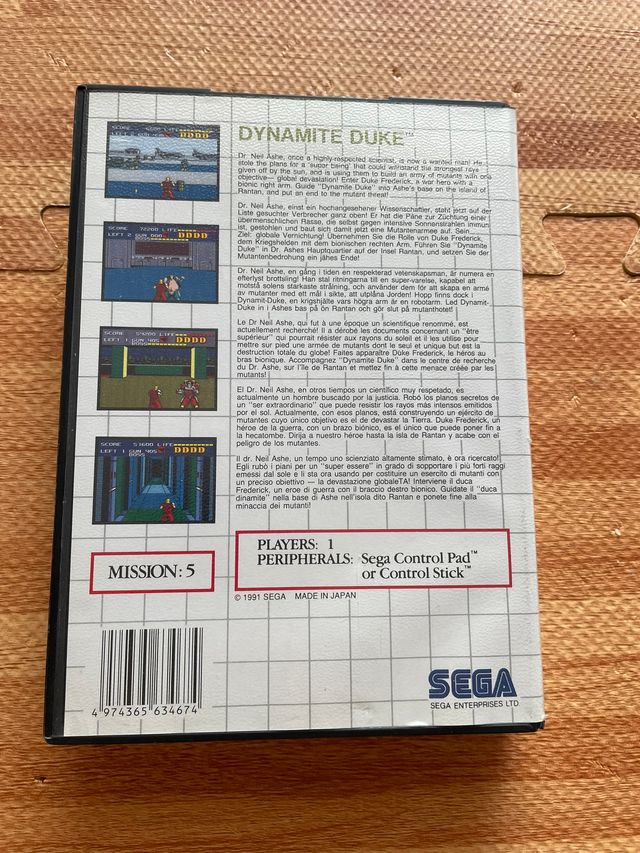 DYNAMITE DUKE™
Dr. Neil Ashe, once a highly-respected scientist, is now a wanted man! He
stole the plans for a 'super being' that could withstand the strongest rays
given off by the sun, and is using them to build an army of mutants with one
objective— global devastation! Enter Duke Frederick, a war hero with a
bionic right arm. Guide "Dynamite Duke" into Ashe's base on the island of
Rantan, and put an end to the mutant threat!
Dr. Neil Ashe, einst ein hochangesehener Wissenschaftler, steht jetzt auf der
Liste gesuchter Verbrecher ganz oben! Er hat die Päne zur Züchtung einer
übermenschlichen Rasse, die selbst gegen intensive Sonnenstrahlen immun
ist, gestohlen und baut sich damit jetzt eine Mutantenarmee auf. Sein
Ziel: globale Vernichtung! Übernehmen Sie die Rolle von Duke Frederick,
dem Kriegshelden mit dem bionischen rechten Arm. Führen Sie "Dynamite
Duke" in Dr. Ashes Hauptquartier auf der Insel Rantan, und setzen Sie der
Mutantenbedrohung ein jähes Ende!
Dr. Neil Ashe, en gång i tiden en respekterad vetenskapsman, är numera en
efterlyst brottsling! Han stal ritningarna till en super-varelse, kapabel att
motstå solens starkaste strålning, och använder dem för att skapa en armé
av mutanter med ett mål i sikte, att utplåna Jorden! Hopp finns dock i
Dynamit-Duke, en krigshjälte vars högra arm är en robotarm. Led Dynamit-
Duke in i Ashes bas på ön Rantan och gör slut på mutanthotet!
Le Dr Neil Ashe, qui fut à une époque un scientifique renommé, est
actuellement recherché! Il a dérobé les documents concernant un "être
supérieur" qui pourrait résister aux rayons du soleil et il les utilise pour
mettre sur pied une armée de mutants dont le seul et unique but est la
destruction totale du globe! Faites apparaître Duke Frederick, le héros au
bras bionique. Accompagnez "Dynamite Duke" dans le centre de recherche
du Dr. Ashe, sur l'île de Rantan et mettez fin à cette menace créée par les
mutants!
El Dr. Neil Ashe, en otros tiempos un científico muy respetado, es
actualmente un hombre buscado por la justicia. Robó los planos secretos de
un "ser extraordinario" que puede resistir los rayos más intensos emitidos
por el sol. Actualmente, con esos planos, está construyendo un ejército de
mutantes cuyo único objetivo es el de devastar la Tierra. Duke Frederick, un
héroe de la guerra, con un brazo biónico, es el único que puede poner fin a
la hecatombe. Dirija a nuestro héroe hasta la isla de Rantan y acabe con el
peligro de los mutantes.
Il dr. Neil Ashe, un tempo uno scienziato altamente stimato, è ora ricercato!
Egli rubò i piani per un "super essere" in grado di sopportare i più forti raggi
emessi dal sole e li sta ora usando per costituire un esercito di mutanti con
un preciso obiettivo — la devastazione globaleTA! Interviene il duca
Frederick, un eroe di guerra con il braccio destro bionico. Guidate il "duca
dinamite" nella base di Ashe nell'isola dito Rantan e ponete fine alla
minaccia dei mutanti!
SCORE LIFE
DDDD
SCORE 72200 LIFE
LEFT 2 GUN DDDD
SCORE 59200 LIFE
LEFT 1 GUN 405 DDDD
BOSS
SCORE 51600 LIFE
LEFT 1 GUN 405 DDDD
BOSS
MISSION: 5
PLAYERS: 1
PERIPHERALS: Sega Control Pad™
or Control Stick™
© 1991 SEGA MADE IN JAPAN
4 974365 634674
SEGA
SEGA ENTERPRISES LTD.